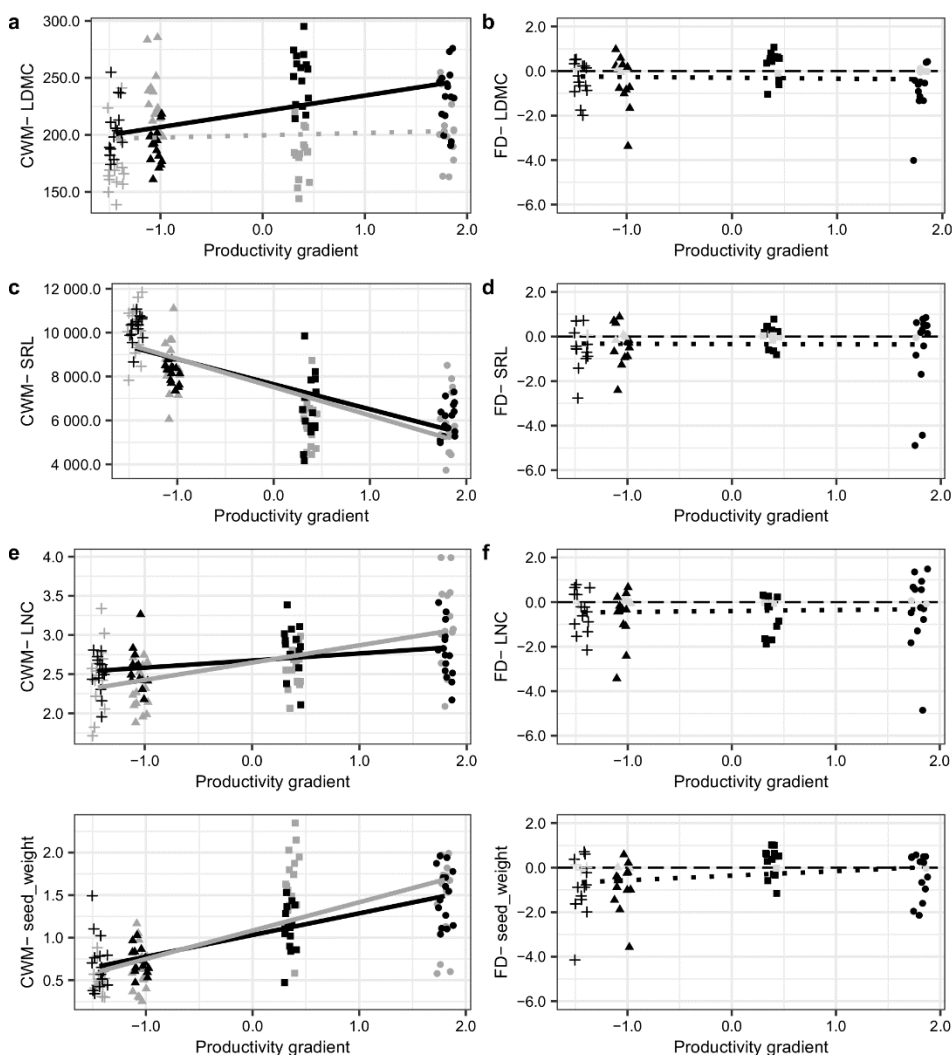 a
300.0
250.0
200.0
150.0
CWM− LDMC
−1.0 0.0 1.0 2.0
Productivity gradient
b
2.0
0.0
−2.0
−4.0
−6.0
FD− LDMC
−1.0 0.0 1.0 2.0
Productivity gradient
c
12 000.0
10 000.0
8 000.0
6 000.0
4 000.0
CWM− SRL
−1.0 0.0 1.0 2.0
Productivity gradient
d
2.0
0.0
−2.0
−4.0
−6.0
FD− SRL
−1.0 0.0 1.0 2.0
Productivity gradient
e
4.0
3.5
3.0
2.5
2.0
CWM− LNC
−1.0 0.0 1.0 2.0
Productivity gradient
f
2.0
0.0
−2.0
−4.0
−6.0
FD− LNC
−1.0 0.0 1.0 2.0
Productivity gradient
2.0
1.5
1.0
0.5
CWM− seed_weight
−1.0 0.0 1.0 2.0
Productivity gradient
2.0
0.0
−2.0
−4.0
−6.0
FD− seed_weight
−1.0 0.0 1.0 2.0
Productivity gradient